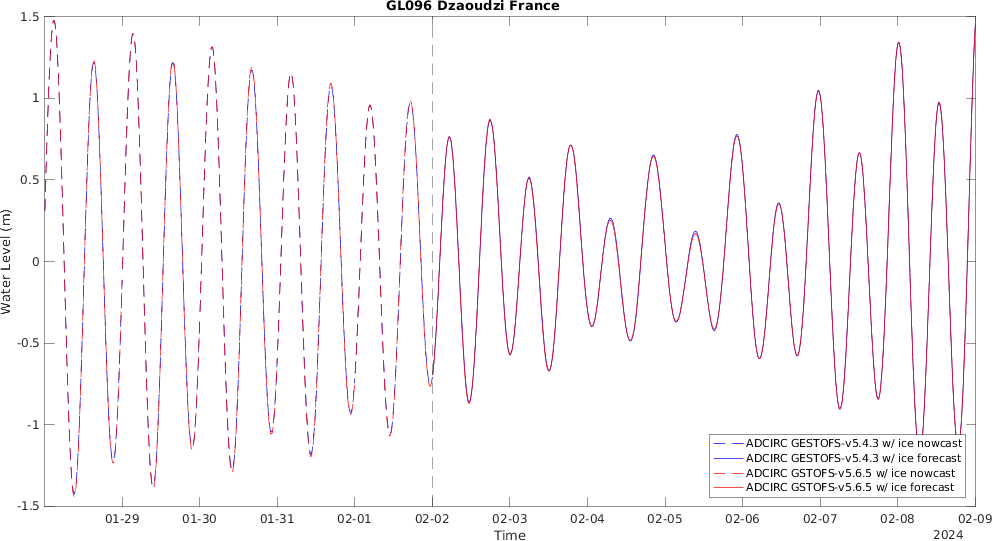 GL096 Dzaoudzi France
1.5
1
0.5
0
-0.5
-1
-1.5
Water Level (m)
ADCIRC GESTOFS-v5.4.3 w/ ice nowcast
ADCIRC GESTOFS-v5.4.3 w/ ice forecast
ADCIRC GSTOFS-v5.6.5 w/ ice nowcast
ADCIRC GSTOFS-v5.6.5 w/ ice forecast
01-29 01-30 01-31 02-01 02-02 02-03 02-04 02-05 02-06 02-07 02-08 02-09
Time
2024